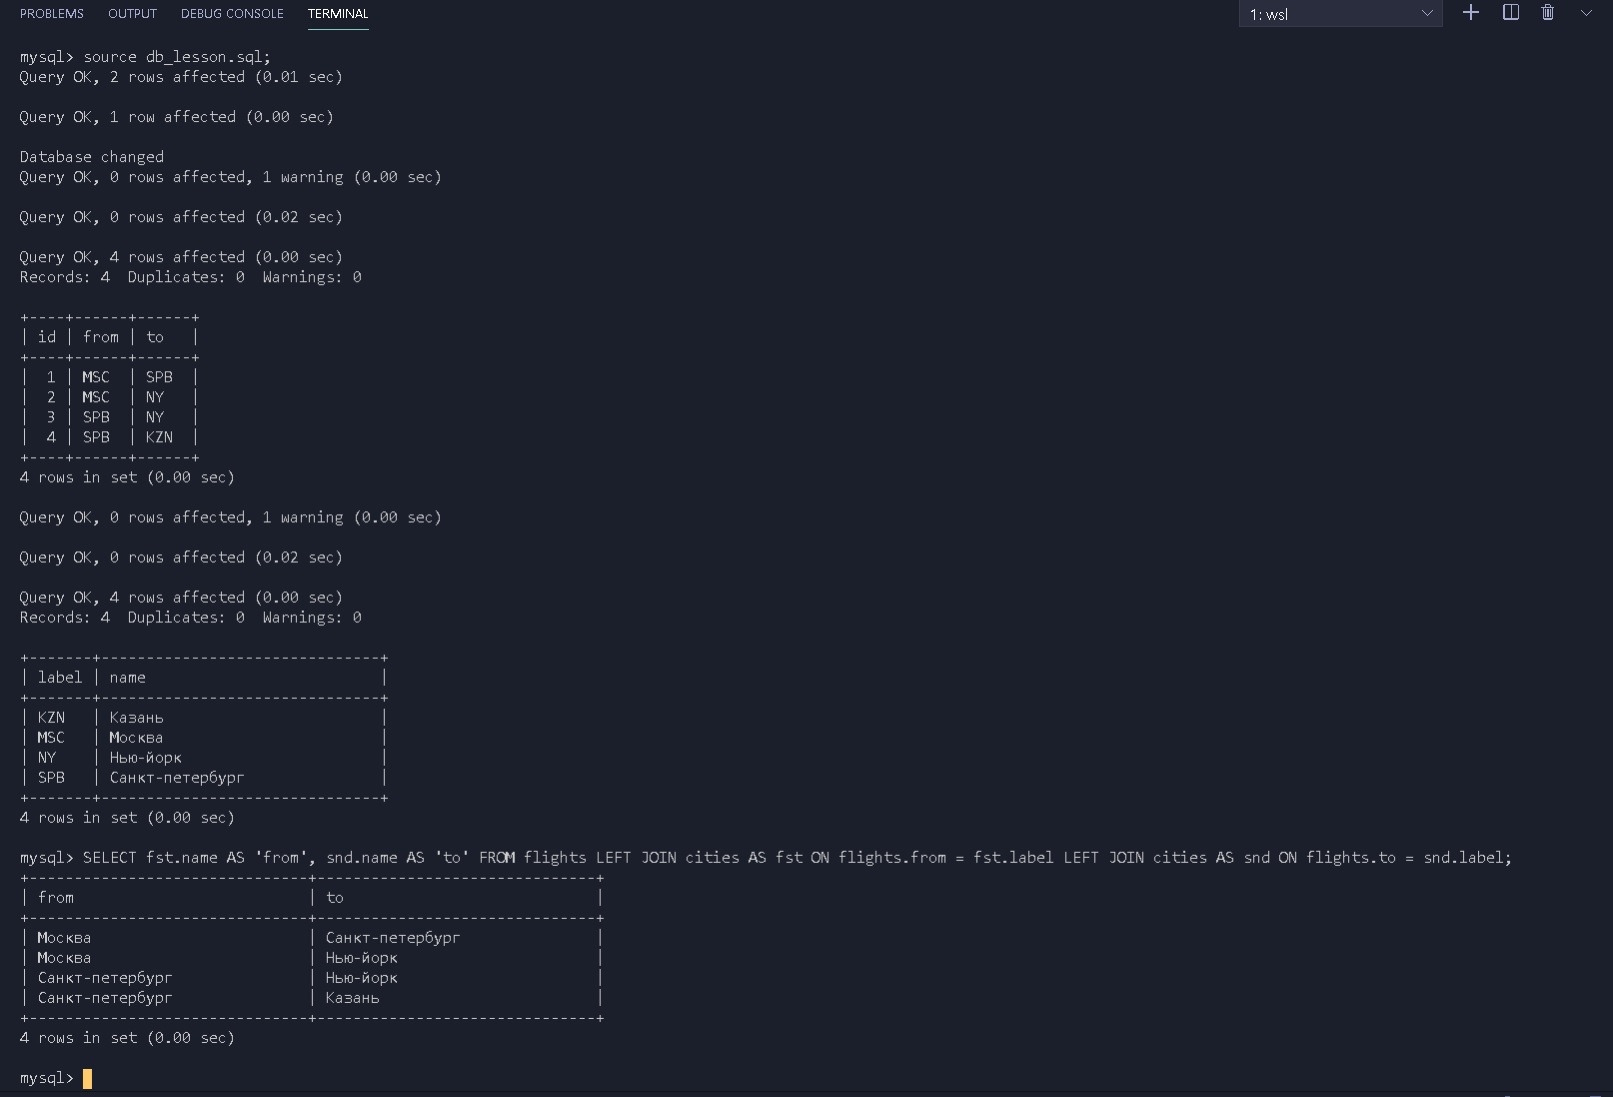 PROBLEMS OUTPUT DEBUG CONSOLE TERMINAL 1: wsl
mysql> source db_lesson.sql;
Query OK, 2 rows affected (0.01 sec)
Query OK, 1 row affected (0.00 sec)
Database changed
Query OK, 0 rows affected, 1 warning (0.00 sec)
Query OK, 0 rows affected (0.02 sec)
Query OK, 4 rows affected (0.00 sec)
Records: 4  Duplicates: 0  Warnings: 0
+----+------+------+
| id | from | to   |
+----+------+------+
|  1 | MSC  | SPB  |
|  2 | MSC  | NY   |
|  3 | SPB  | NY   |
|  4 | SPB  | KZN  |
+----+------+------+
4 rows in set (0.00 sec)
Query OK, 0 rows affected, 1 warning (0.00 sec)
Query OK, 0 rows affected (0.02 sec)
Query OK, 4 rows affected (0.00 sec)
Records: 4  Duplicates: 0  Warnings: 0
+-------+-------------------------------+
| label | name                          |
+-------+-------------------------------+
| KZN   | Казань                        |
| MSC   | Москва                        |
| NY    | Нью-йорк                      |
| SPB   | Санкт-петербург               |
+-------+-------------------------------+
4 rows in set (0.00 sec)
mysql> SELECT fst.name AS 'from', snd.name AS 'to' FROM flights LEFT JOIN cities AS fst ON flights.from = fst.label LEFT JOIN cities AS snd ON flights.to = snd.label;
+-------------------------------+-------------------------------+
| from                          | to                            |
+-------------------------------+-------------------------------+
| Москва                        | Санкт-петербург               |
| Москва                        | Нью-йорк                      |
| Санкт-петербург               | Нью-йорк                      |
| Санкт-петербург               | Казань                        |
+-------------------------------+-------------------------------+
4 rows in set (0.00 sec)
mysql>